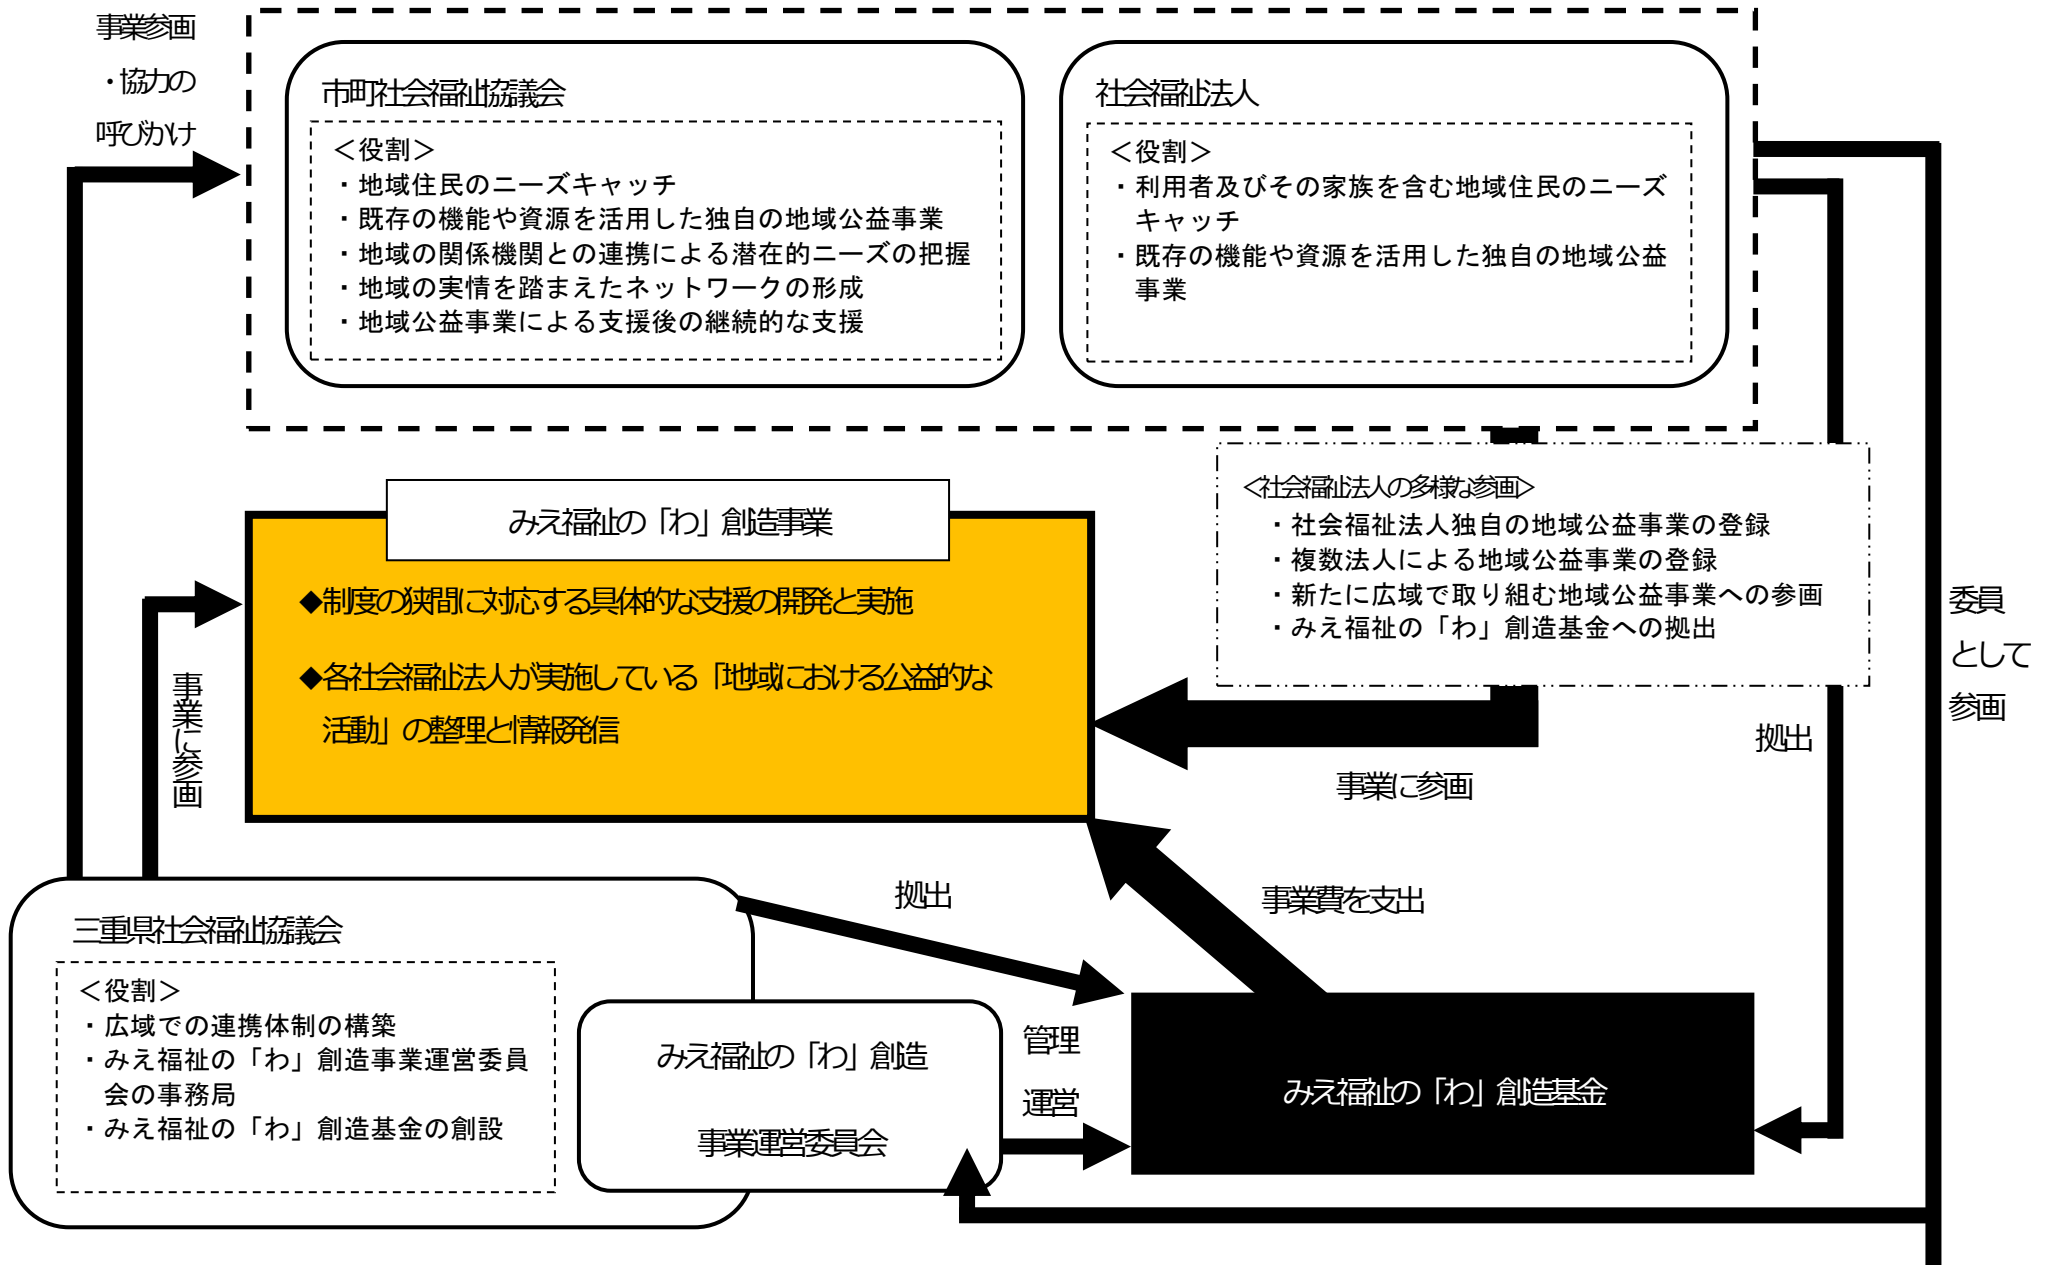 事業参画
・協力の
呼びかけ
市町社会福祉協議会
＜役割＞
・地域住民のニーズキャッチ
・既存の機能や資源を活用した独自の地域公益事業
・地域の関係機関との連携による潜在的ニーズの把握
・地域の実情を踏まえたネットワークの形成
・地域公益事業による支援後の継続的な支援
社会福祉法人
＜役割＞
・利用者及びその家族を含む地域住民のニーズ
キャッチ
・既存の機能や資源を活用した独自の地域公益
事業
＜社会福祉法人の多様な参画＞
・社会福祉法人独自の地域公益事業の登録
・複数法人による地域公益事業の登録
・新たに広域で取り組む地域公益事業への参画
・みえ福祉の「わ」創造基金への拠出
みえ福祉の「わ」創造事業
◆制度の狭間に対応する具体的な支援の開発と実施
◆各社会福祉法人が実施している「地域における公益的な
活動」の整理と情報発信
事業に参画
委員
として
参画
拠出
事業に参画
拠出
事業費を支出
三重県社会福祉協議会
＜役割＞
・広域での連携体制の構築
・みえ福祉の「わ」創造事業運営委員
会の事務局
・みえ福祉の「わ」創造基金の創設
みえ福祉の「わ」創造
事業運営委員会
管理
運営
みえ福祉の「わ」創造基金